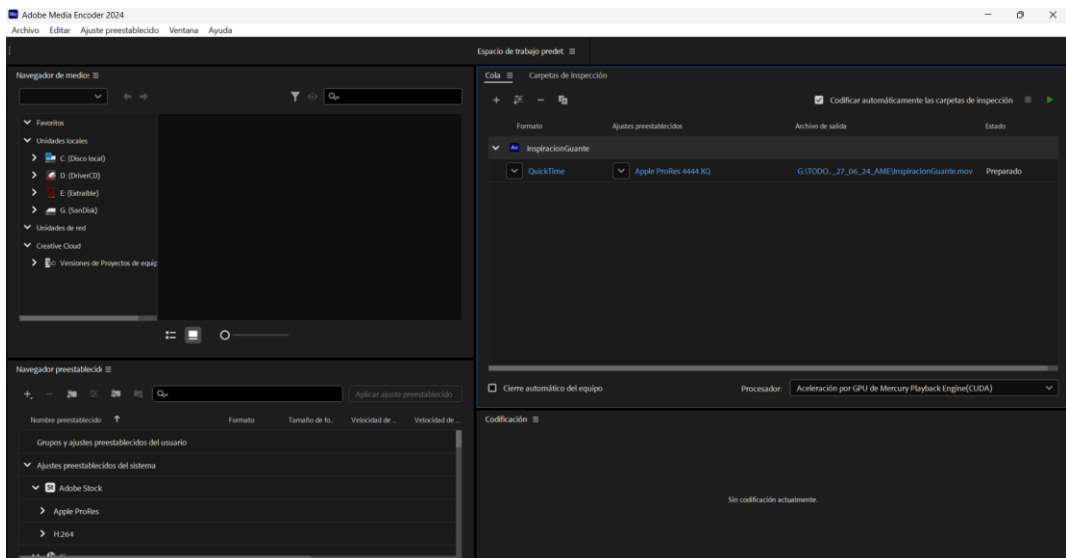 Me Adobe Media Encoder 2024
Archivo Editar Ajuste preestablecido Ventana Ayuda
Espacio de trabajo predet.
Navegador de medios
Favoritos
Unidades locales
C: (Disco local)
D: (DriverCD)
E: (Extraíble)
G: (SanDisk)
Unidades de red
Creative Cloud
Versiones de Proyectos de equip
Cola Carpetas de inspección
Codificar automáticamente las carpetas de inspección
Formato Ajustes preestablecidos Archivo de salida Estado
Ae InspiracionGuante
QuickTime Apple ProRes 4444 XQ G:\TODO..._27_06_24_AME\InspiracionGuante.mov Preparado
Cierre automático del equipo Procesador: Aceleración por GPU de Mercury Playback Engine(CUDA)
Navegador preestablecid
Aplicar ajuste preestablecido
Nombre preestablecido Formato Tamaño de fo... Velocidad de ... Velocidad de ...
Grupos y ajustes preestablecidos del usuario
Ajustes preestablecidos del sistema
St Adobe Stock
Apple ProRes
H.264
Codificación
Sin codificación actualmente.